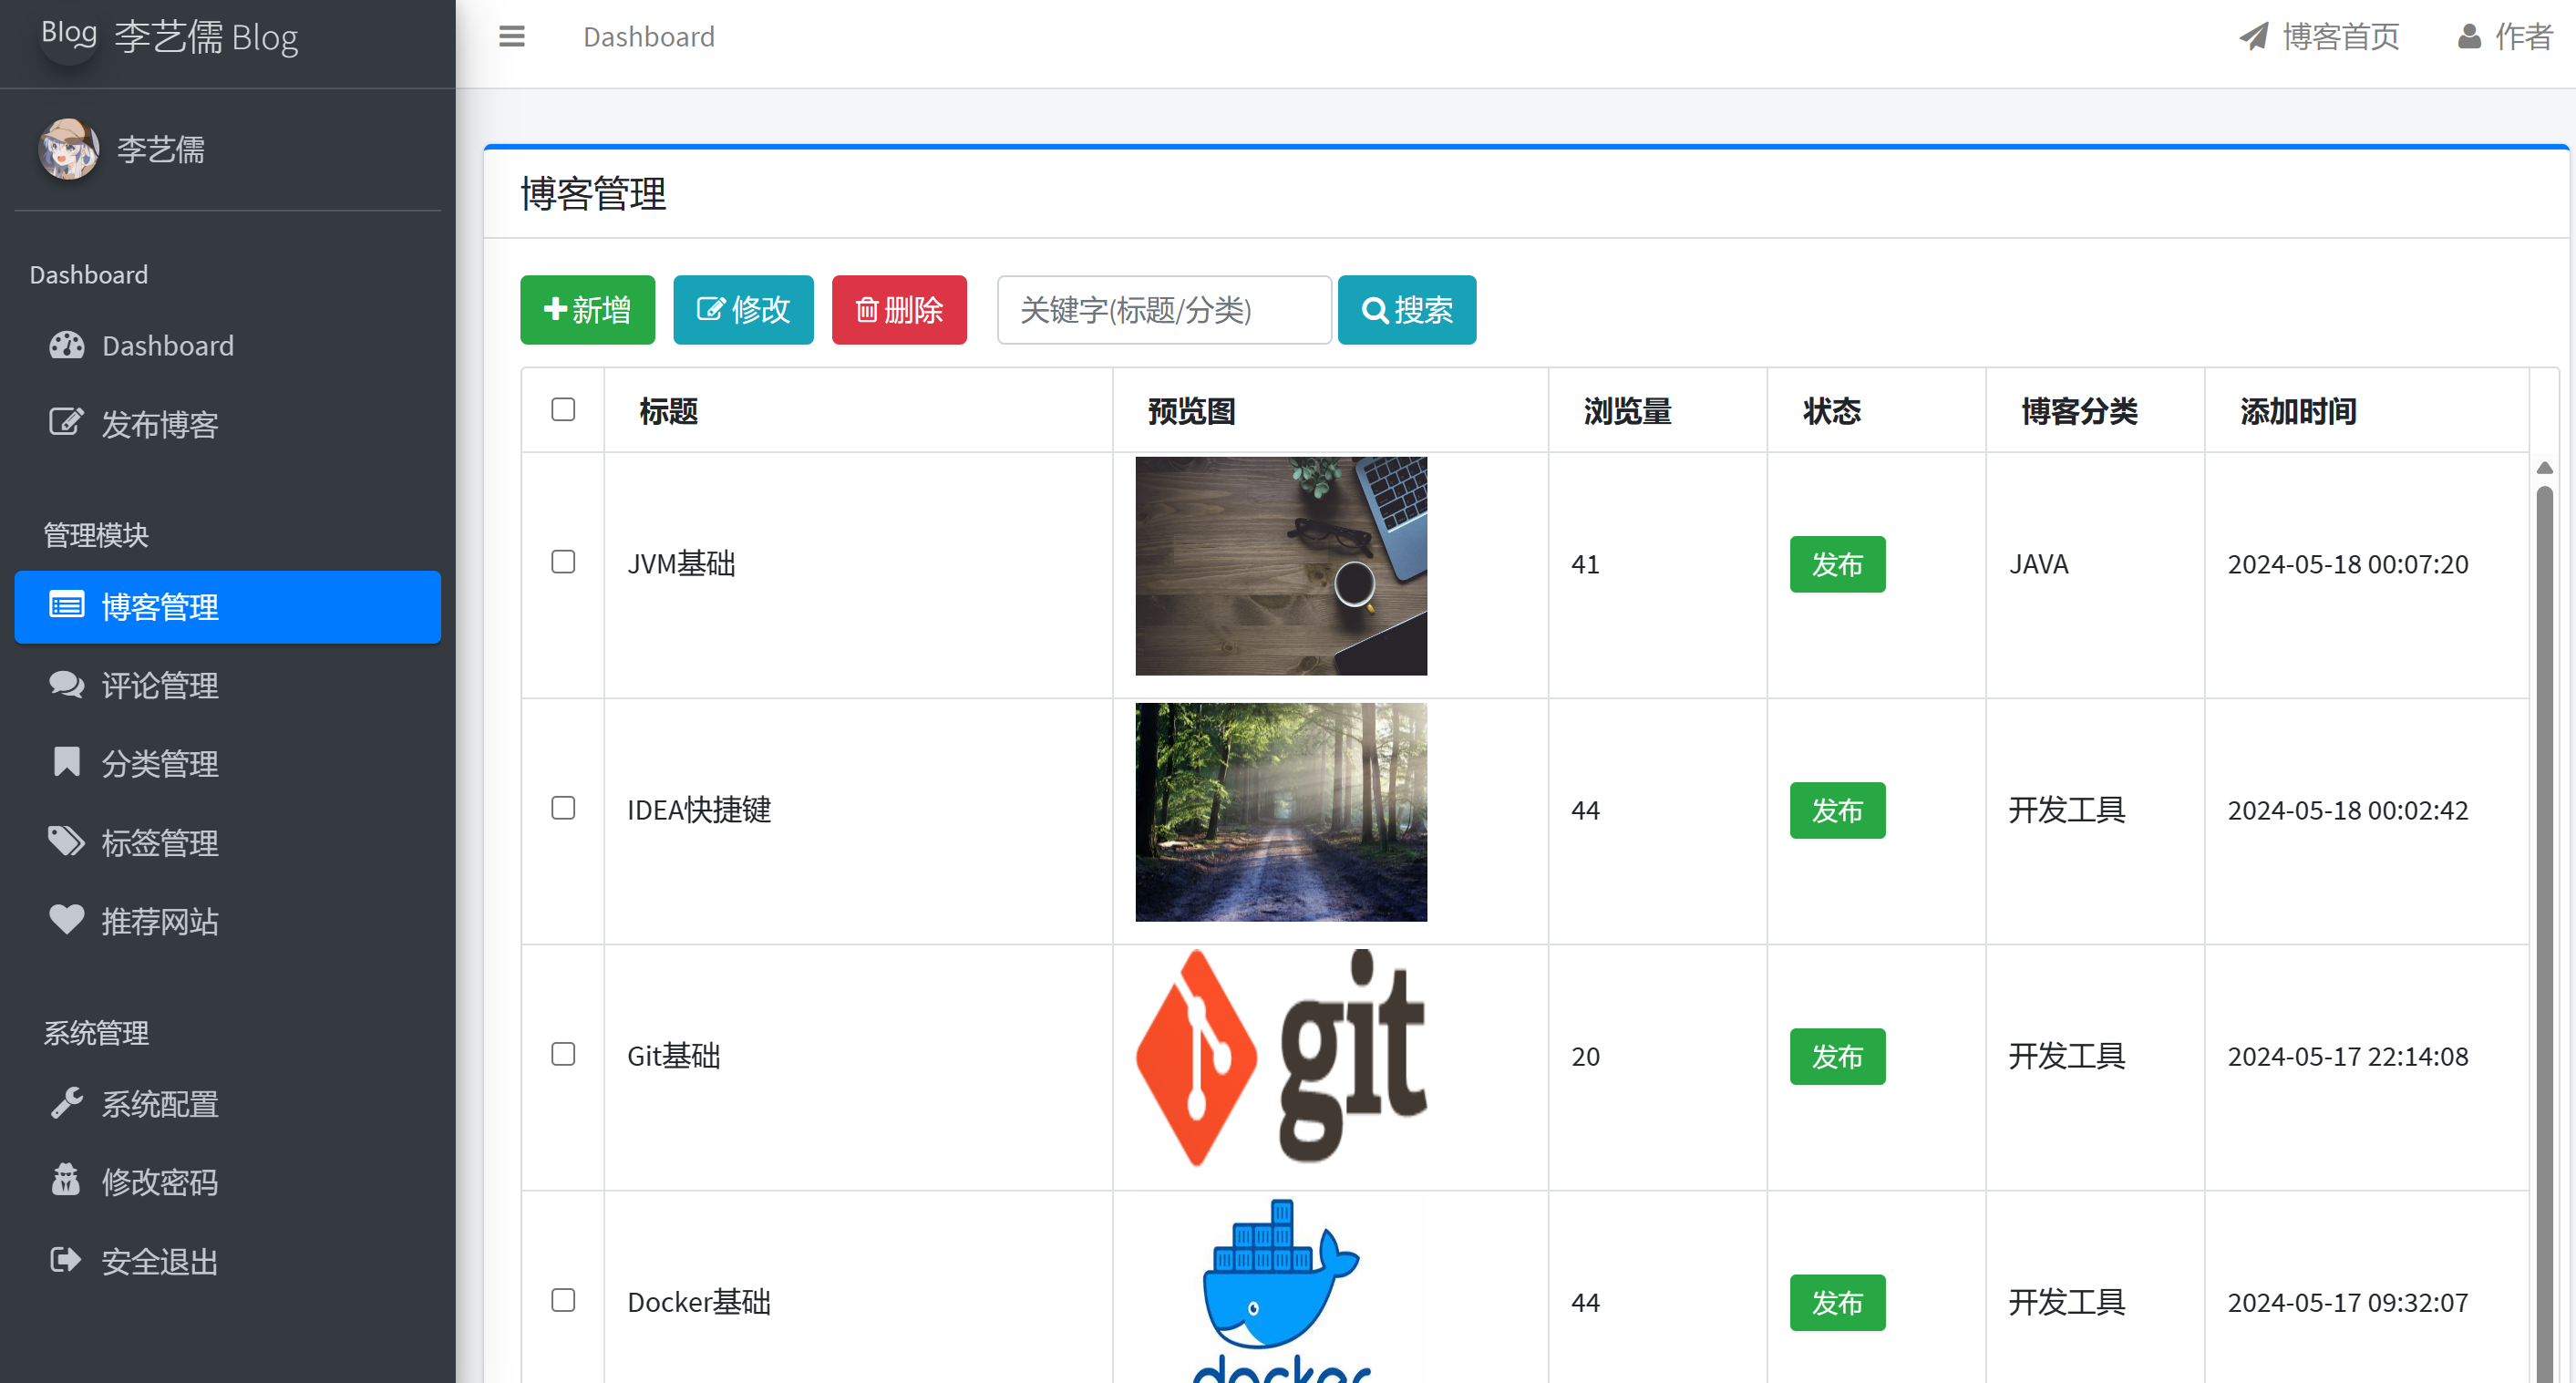 Blog 李艺儒 Blog
Dashboard
博客首页
作者
李艺儒
Dashboard
Dashboard
发布博客
管理模块
博客管理
评论管理
分类管理
标签管理
推荐网站
系统管理
系统配置
修改密码
安全退出
博客管理
新增 修改 删除 关键字(标题/分类) 搜索
标题 预览图 浏览量 状态 博客分类 添加时间
JVM基础 41 发布 JAVA 2024-05-18 00:07:20
IDEA快捷键 44 发布 开发工具 2024-05-18 00:02:42
Git基础 git 20 发布 开发工具 2024-05-17 22:14:08
Docker基础 docker 44 发布 开发工具 2024-05-17 09:32:07